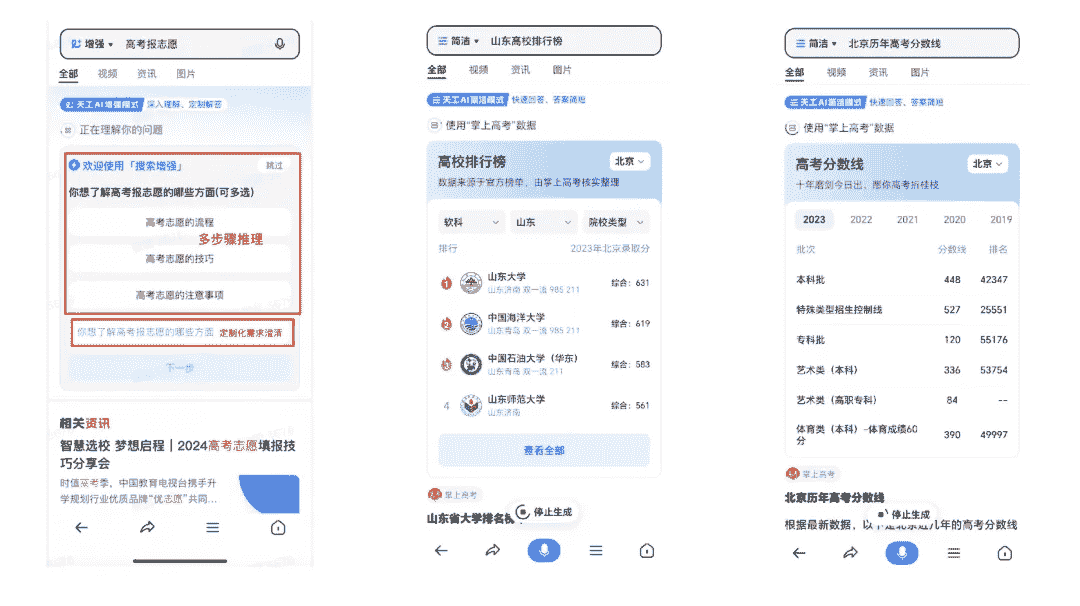 增强 高考报志愿
全部 视频 资讯 图片
天工AI增强模式 深入理解、定制解答
正在理解你的问题
欢迎使用「搜索增强」 跳过
你想了解高考报志愿的哪些方面(可多选)
高考志愿的流程
多步骤推理
高考志愿的技巧
高考志愿的注意事项
你想了解高考报志愿的哪些方面 定制化需求澄清
下一步
相关资讯
智慧选校 梦想启程｜2024高考志愿填报技
巧分享会
时值高考季，中国教育电视台携手升
学规划行业优质品牌“优志愿”共同...
简洁 山东高校排行榜
全部 视频 资讯 图片
天工AI简洁模式 快速回答、答案简短
使用“掌上高考”数据
高校排行榜 北京
数据来源于官方榜单，由掌上高考核实整理
软科 山东 院校类型
排行 2023年北京录取分
1 山东大学 综合：631
山东济南 双一流 985 211
2 中国海洋大学 综合：619
山东青岛 双一流 985 211
3 中国石油大学（华东） 综合：583
山东青岛 双一流 211
4 山东师范大学 综合：561
山东济南
查看全部
掌上高考
山东省大学排名榜
停止生成
简洁 北京历年高考分数线
全部 视频 资讯 图片
天工AI简洁模式 快速回答、答案简短
使用“掌上高考”数据
高考分数线 北京
十年磨剑今日出，愿你高考折桂枝
2023 2022 2021 2020 2019
批次 分数线 排名
本科批 448 42347
特殊类型招生控制线 527 25551
专科批 120 55176
艺术类（本科） 336 53754
艺术类（高职专科） 84 --
体育类（本科）-体育成绩60
分 390 49997
掌上高考
北京历年高考分数线
停止生成
根据最新数据，以下是北京近几年的高考分数线